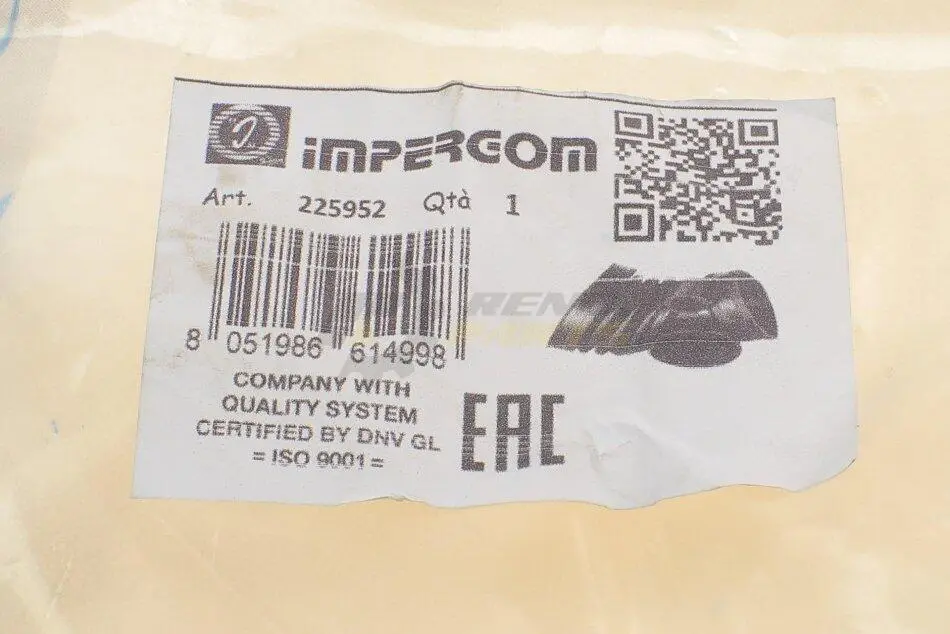 IMPERGOM
Art. 225952 Qtà 1
8 051986 614998
COMPANY WITH
QUALITY SYSTEM
CERTIFIED BY DNV GL
= ISO 9001 =
EAC